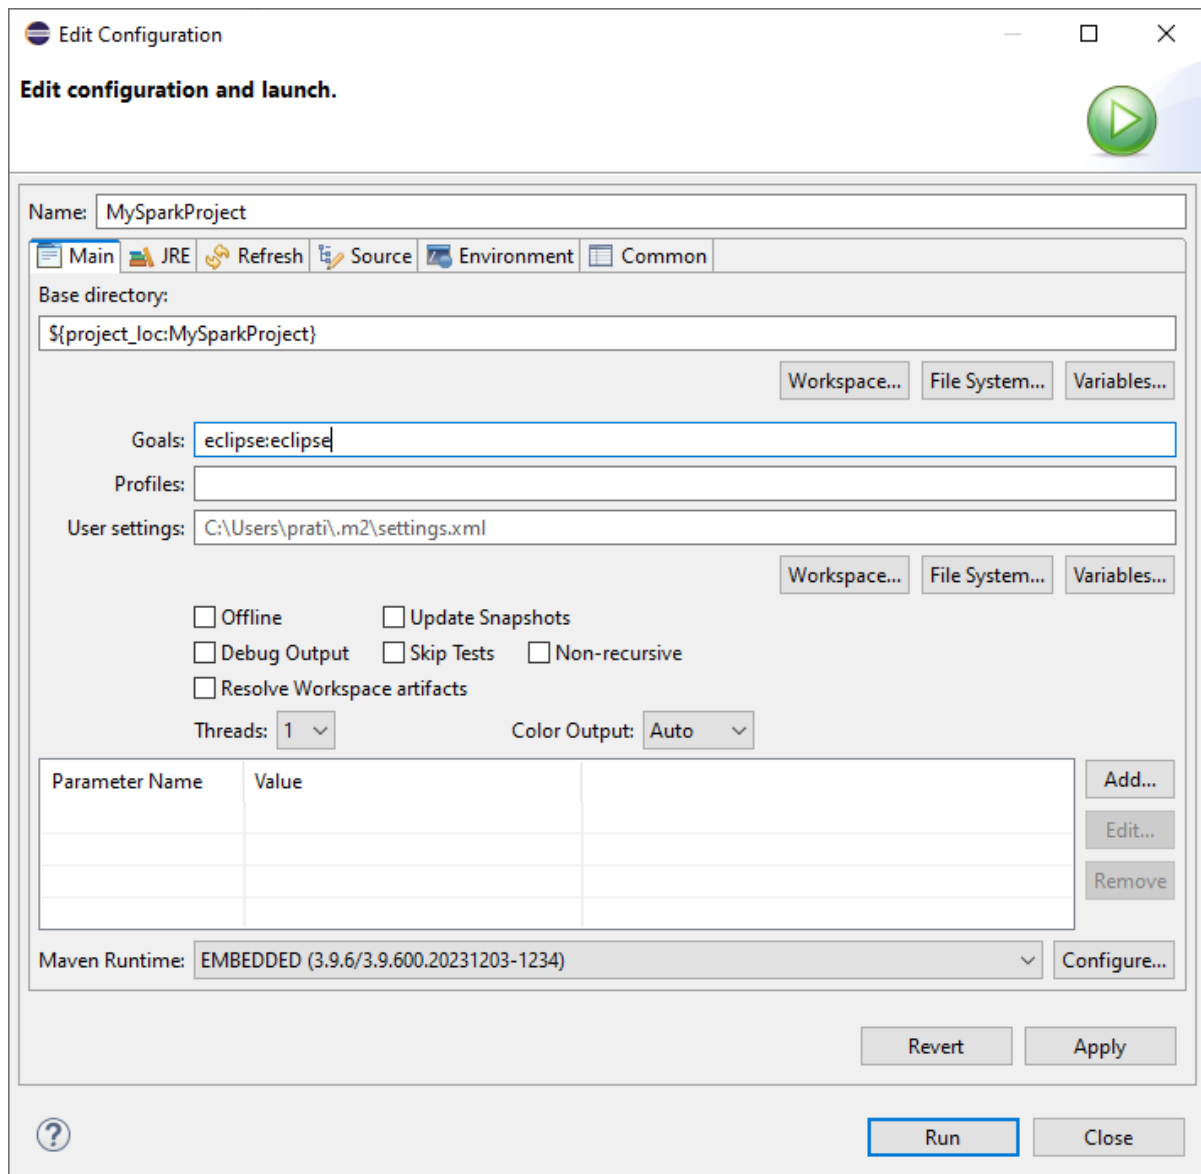 Edit Configuration
Edit configuration and launch.
Name: MySparkProject
Main JRE Refresh Source Environment Common
Base directory:
${project_loc:MySparkProject}
Workspace... File System... Variables...
Goals: eclipse:eclipse
Profiles:
User settings: C:\Users\prati\.m2\settings.xml
Workspace... File System... Variables...
Offline Update Snapshots
Debug Output Skip Tests Non-recursive
Resolve Workspace artifacts
Threads: 1 Color Output: Auto
Parameter Name Value Add...
Edit...
Remove
Maven Runtime: EMBEDDED (3.9.6/3.9.600.20231203-1234) Configure...
Revert Apply
? Run Close